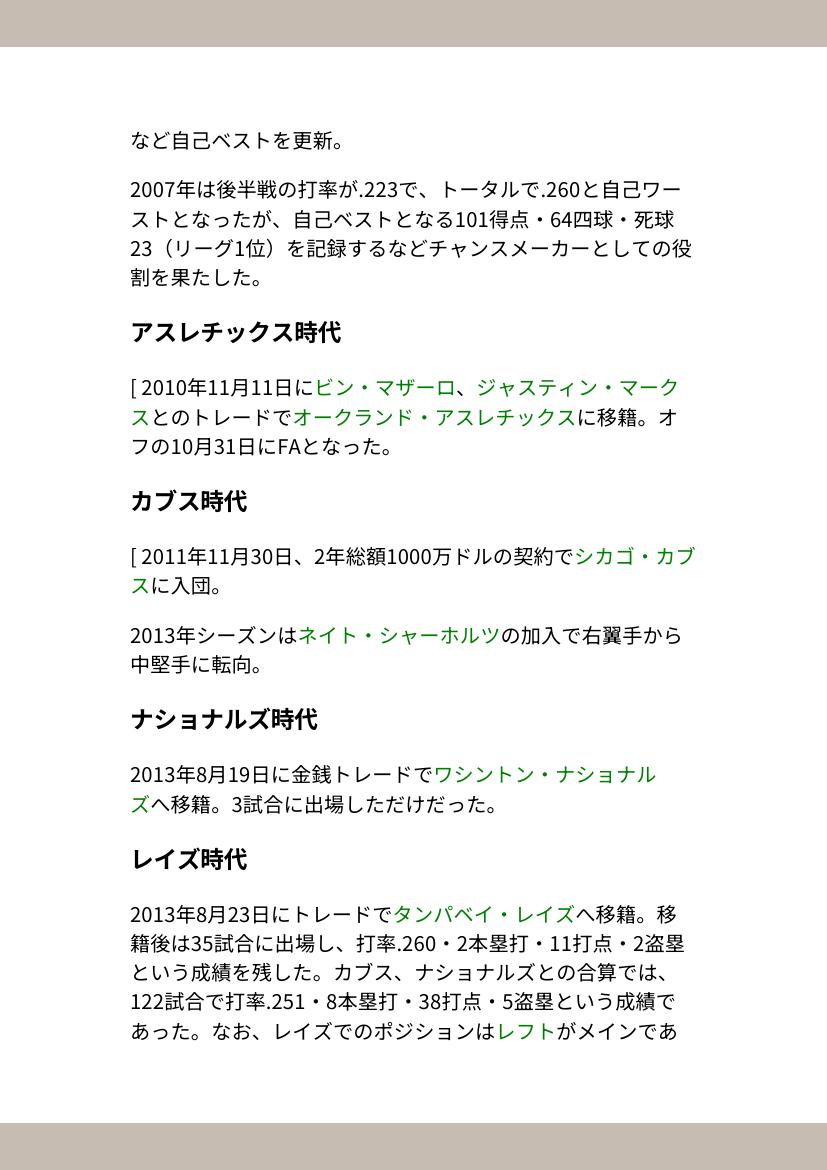 など自己ベストを更新。
2007年は後半戦の打率が.223で、トータルで.260と自己ワー
ストとなったが、自己ベストとなる101得点・64四球・死球
23（リーグ1位）を記録するなどチャンスメーカーとしての役
割を果たした。
アスレチックス時代
[ 2010年11月11日にビン・マザーロ、ジャスティン・マーク
スとのトレードでオークランド・アスレチックスに移籍。オ
フの10月31日にFAとなった。
カブス時代
[ 2011年11月30日、2年総額1000万ドルの契約でシカゴ・カブ
スに入団。
2013年シーズンはネイト・シャーホルツの加入で右翼手から
中堅手に転向。
ナショナルズ時代
2013年8月19日に金銭トレードでワシントン・ナショナル
ズへ移籍。3試合に出場しただけだった。
レイズ時代
2013年8月23日にトレードでタンパベイ・レイズへ移籍。移
籍後は35試合に出場し、打率.260・2本塁打・11打点・2盗塁
という成績を残した。カブス、ナショナルズとの合算では、
122試合で打率.251・8本塁打・38打点・5盗塁という成績で
あった。なお、レイズでのポジションはレフトがメインであ